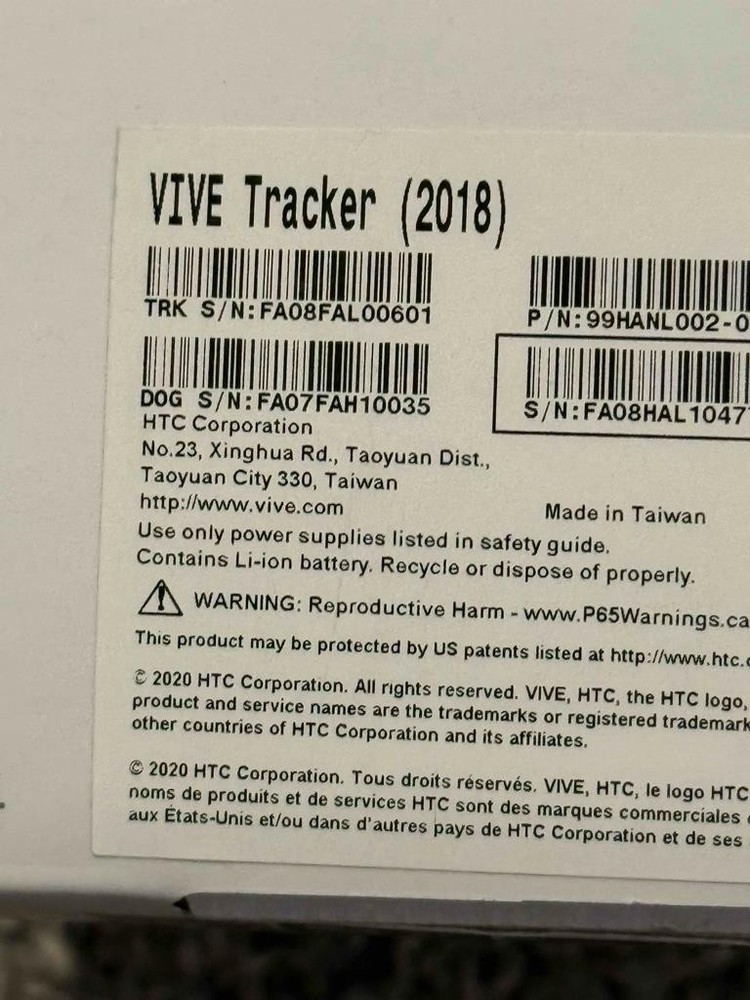 VIVE Tracker (2018)
TRK S/N:FA08FAL00601
P/N:99HANL002-0
DOG S/N:FA07FAH10035
S/N:FA08HAL1047
HTC Corporation
No.23, Xinghua Rd., Taoyuan Dist.,
Taoyuan City 330, Taiwan
http://www.vive.com
Made in Taiwan
Use only power supplies listed in safety guide.
Contains Li-ion battery. Recycle or dispose of properly.
WARNING: Reproductive Harm - www.P65Warnings.ca
This product may be protected by US patents listed at http://www.htc.
© 2020 HTC Corporation. All rights reserved. VIVE, HTC, the HTC logo,
product and service names are the trademarks or registered trademark
other countries of HTC Corporation and its affiliates.
© 2020 HTC Corporation. Tous droits réservés. VIVE, HTC, le logo HTC
noms de produits et de services HTC sont des marques commerciales
aux États-Unis et/ou dans d'autres pays de HTC Corporation et de ses